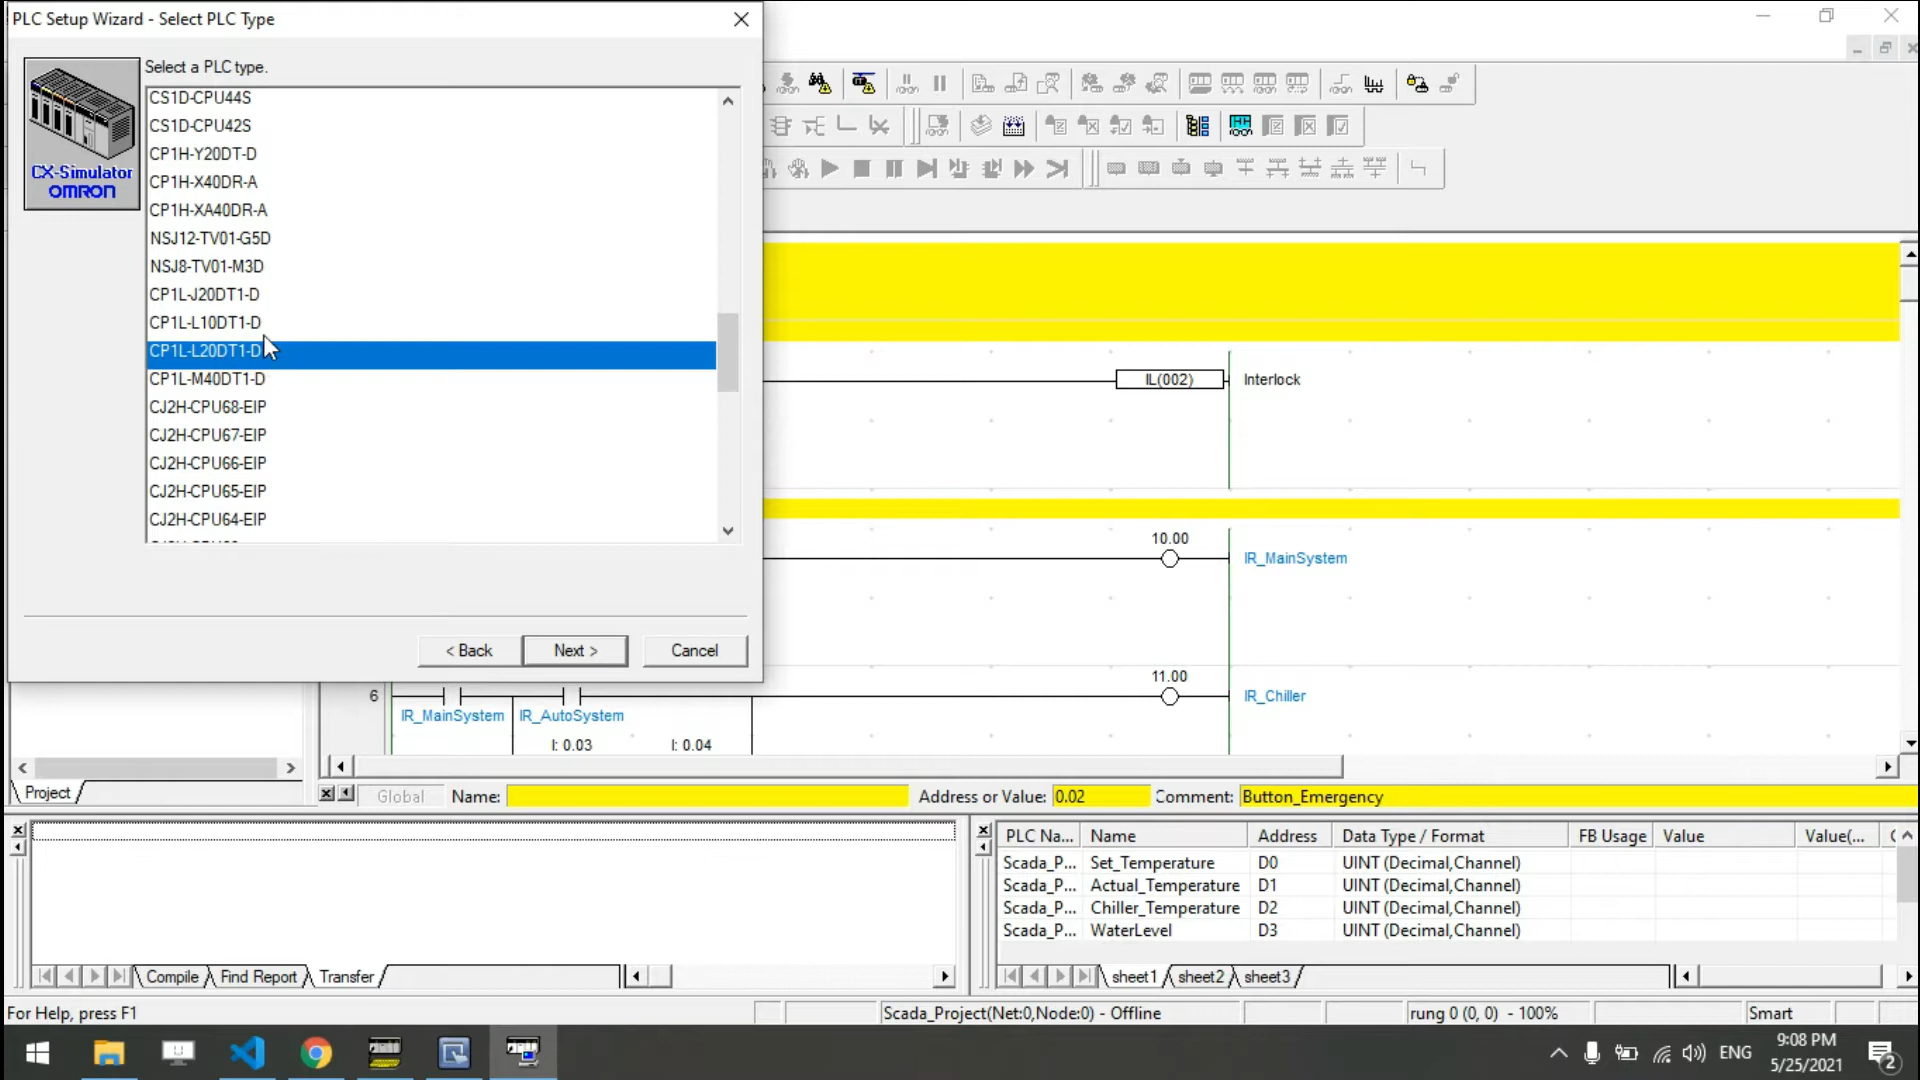 PLC Setup Wizard - Select PLC Type
Select a PLC type.
CX-Simulator
OMRON
CS1D-CPU44S
CS1D-CPU42S
CP1H-Y20DT-D
CP1H-X40DR-A
CP1H-XA40DR-A
NSJ12-TV01-G5D
NSJ8-TV01-M3D
CP1L-J20DT1-D
CP1L-L10DT1-D
CP1L-L20DT1-D
CP1L-M40DT1-D
CJ2H-CPU68-EIP
CJ2H-CPU67-EIP
CJ2H-CPU66-EIP
CJ2H-CPU65-EIP
CJ2H-CPU64-EIP
< Back
Next >
Cancel
IL(002)
Interlock
10.00
IR_MainSystem
11.00
6
IR_Chiller
IR_MainSystem
IR_AutoSystem
I: 0.03
I: 0.04
Project
Global
Name:
Address or Value: 0.02
Comment: Button_Emergency
PLC Na... Name Address Data Type / Format FB Usage Value Value(...
Scada_P... Set_Temperature D0 UINT (Decimal,Channel)
Scada_P... Actual_Temperature D1 UINT (Decimal,Channel)
Scada_P... Chiller_Temperature D2 UINT (Decimal,Channel)
Scada_P... WaterLevel D3 UINT (Decimal,Channel)
Compile Find Report Transfer
sheet1 sheet2 sheet3
For Help, press F1
Scada_Project(Net:0,Node:0) - Offline
rung 0 (0, 0) - 100%
Smart
ENG
9:08 PM
5/25/2021
2